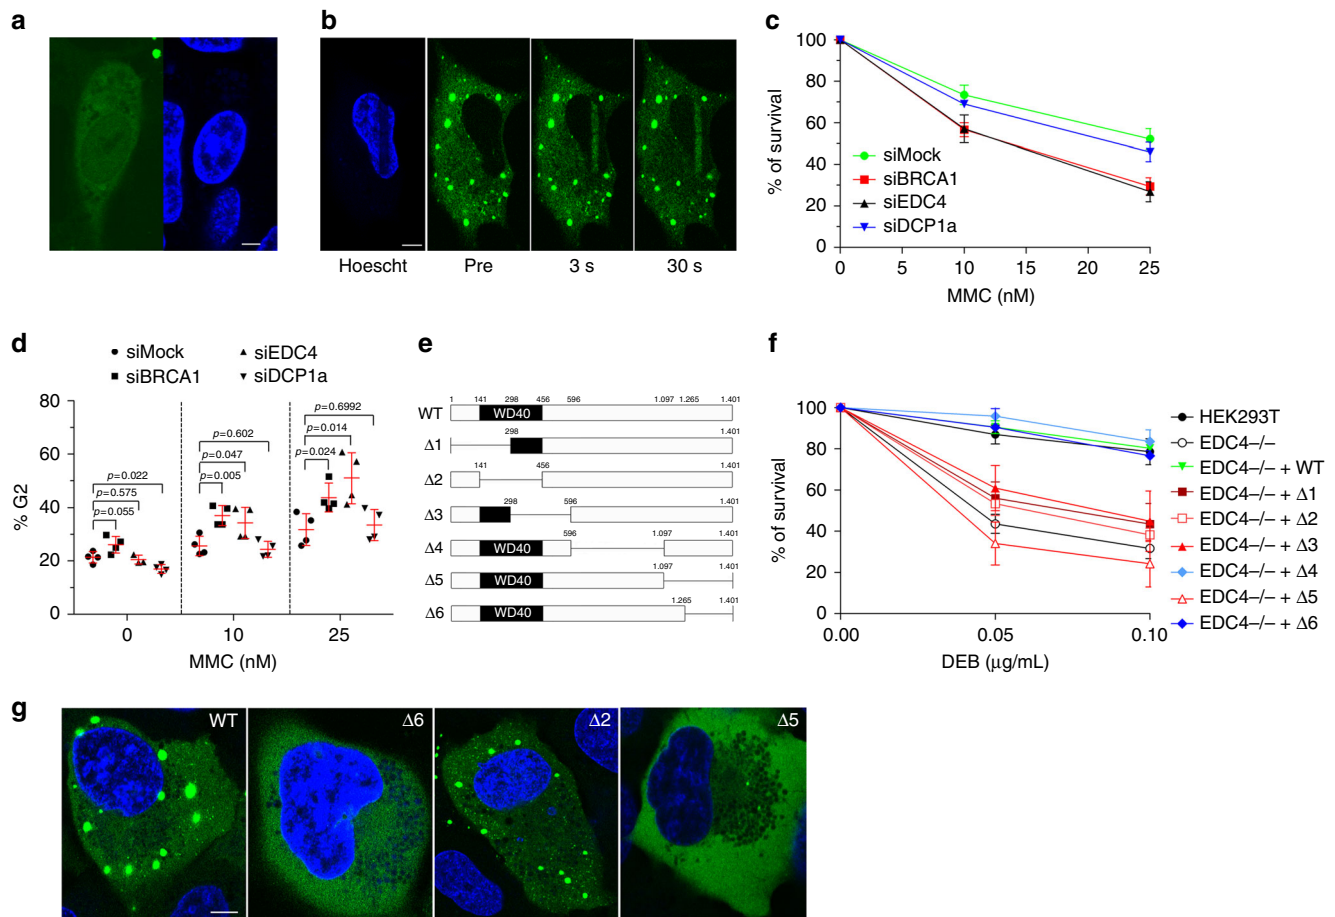 a
b
Hoescht
Pre
3 s
30 s
c
100
80
60
40
20
0
% of survival
siMock
siBRCA1
siEDC4
siDCP1a
0 5 10 15 20 25
MMC (nM)
d
siMock
siEDC4
siBRCA1
siDCP1a
80
60
40
20
0
% G2
p=0.022
p=0.575
p=0.055
p=0.602
p=0.047
p=0.005
p=0.6992
p=0.014
p=0.024
0 10 25
MMC (nM)
e
1 141 298 456 596 1.097 1.265 1.401
WT WD40
298 1.401
Δ1
141 456 1.401
Δ2
298 596 1.401
Δ3
596 1.097 1.401
Δ4 WD40
1.097 1.401
Δ5 WD40
1.265 1.401
Δ6 WD40
f
100
80
60
40
20
0
% of survival
0.00 0.05 0.10
DEB (μg/mL)
HEK293T
EDC4–/–
EDC4–/– + WT
EDC4–/– + Δ1
EDC4–/– + Δ2
EDC4–/– + Δ3
EDC4–/– + Δ4
EDC4–/– + Δ5
EDC4–/– + Δ6
g
WT
Δ6
Δ2
Δ5